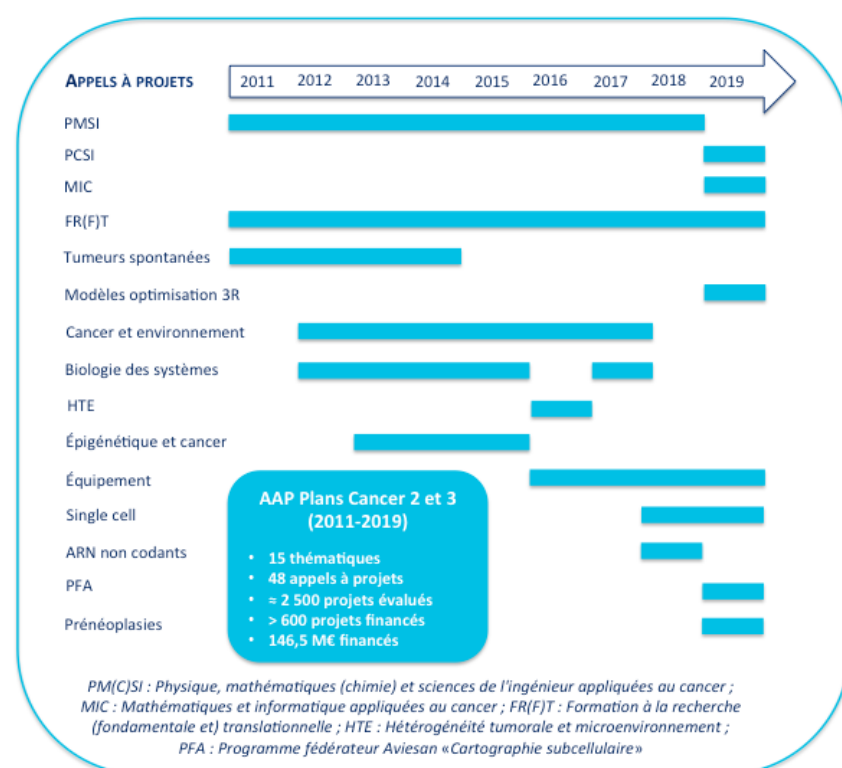 APPELS À PROJETS 2011 2012 2013 2014 2015 2016 2017 2018 2019
PMSI
PCSI
MIC
FR(F)T
Tumeurs spontanées
Modèles optimisation 3R
Cancer et environnement
Biologie des systèmes
HTE
Épigénétique et cancer
Équipement
Single cell
ARN non codants
PFA
Prénéoplasies
AAP Plans Cancer 2 et 3
(2011-2019)
• 15 thématiques
• 48 appels à projets
• ≈ 2 500 projets évalués
• > 600 projets financés
• 146,5 M€ financés
PM(C)SI : Physique, mathématiques (chimie) et sciences de l'ingénieur appliquées au cancer ;
MIC : Mathématiques et informatique appliquées au cancer ; FR(F)T : Formation à la recherche
(fondamentale et) translationnelle ; HTE : Hétérogénéité tumorale et microenvironnement ;
PFA : Programme fédérateur Aviesan «Cartographie subcellulaire»